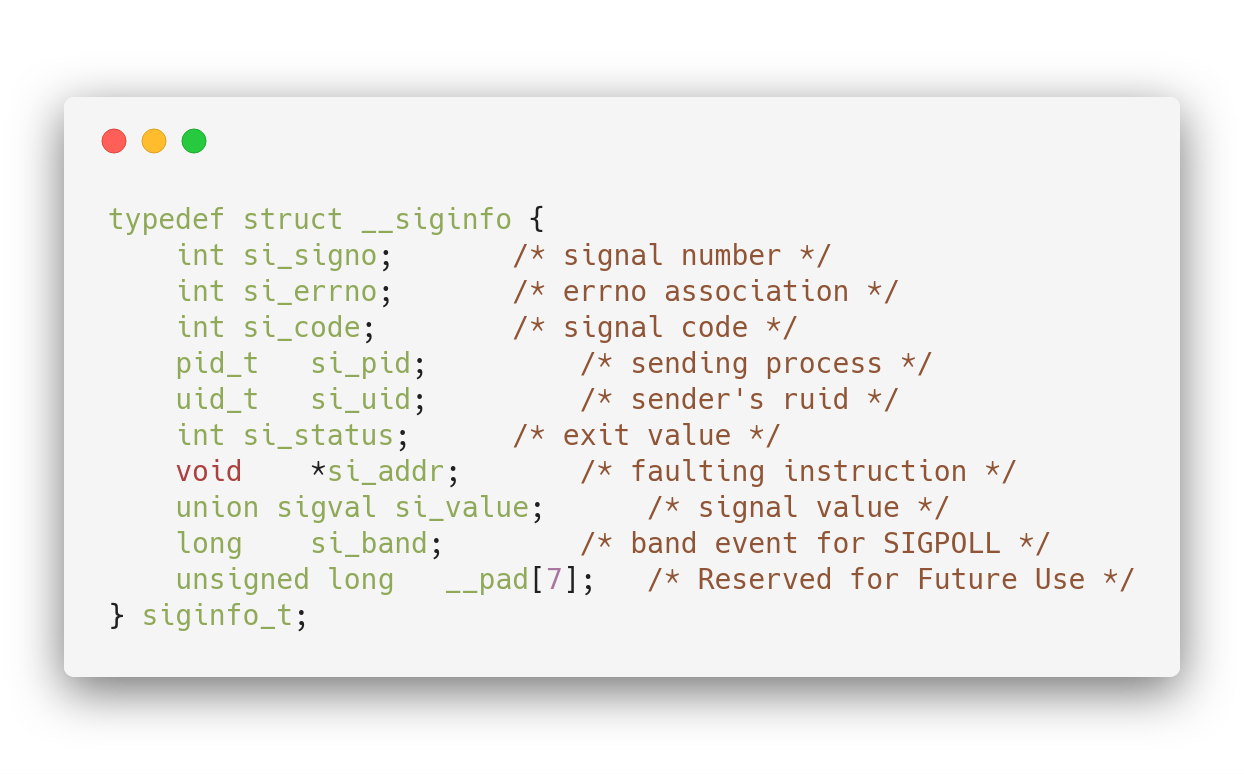 typedef struct __siginfo {
    int si_signo;       /* signal number */
    int si_errno;       /* errno association */
    int si_code;        /* signal code */
    pid_t   si_pid;         /* sending process */
    uid_t   si_uid;         /* sender's ruid */
    int si_status;      /* exit value */
    void    *si_addr;       /* faulting instruction */
    union sigval si_value;      /* signal value */
    long    si_band;        /* band event for SIGPOLL */
    unsigned long   __pad[7];   /* Reserved for Future Use */
} siginfo_t;